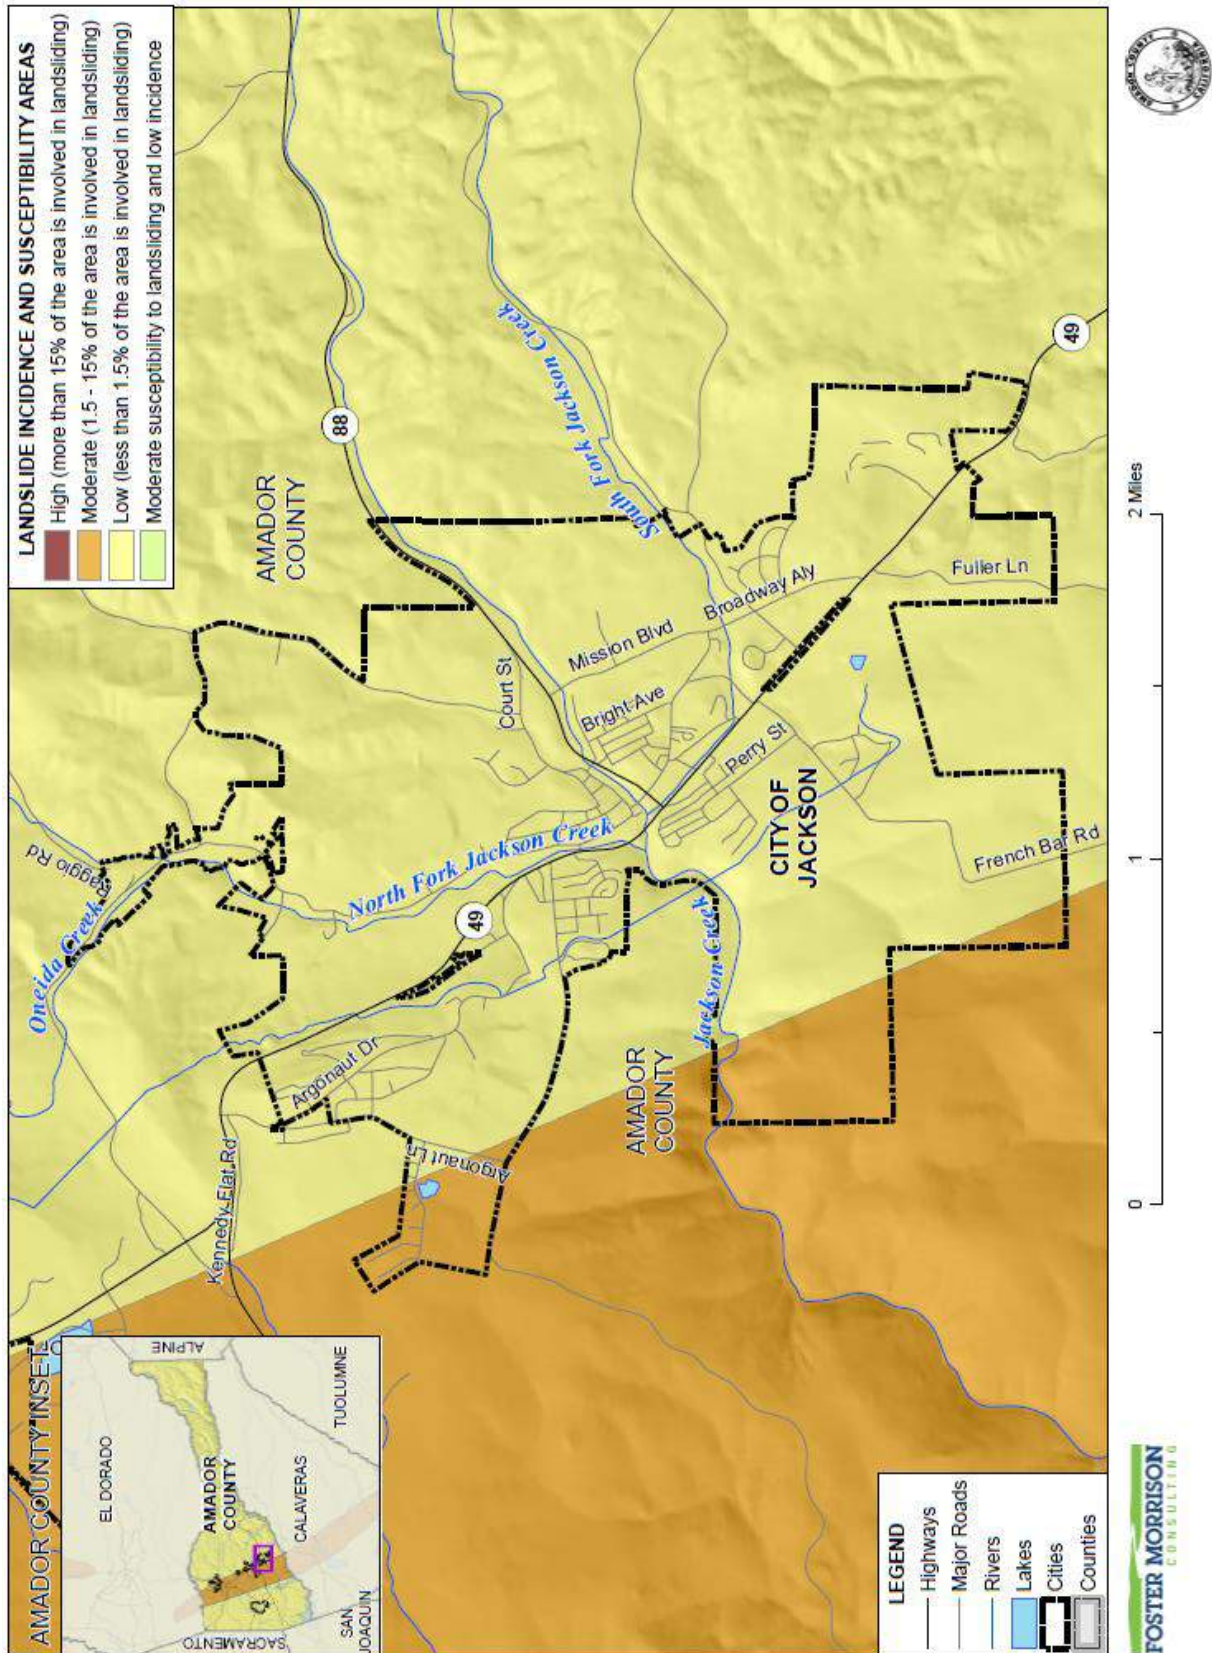 LANDSLIDE INCIDENCE AND SUSCEPTIBILITY AREAS
High (more than 15% of the area is involved in landsliding)
Moderate (1.5 - 15% of the area is involved in landsliding)
Low (less than 1.5% of the area is involved in landsliding)
Moderate susceptibility to landsliding and low incidence
AMADOR COUNTY INSET
EL DORADO
ALPINE
AMADOR
COUNTY
SACRAMENTO
CALAVERAS
TUOLUMNE
SAN
JOAQUIN
Oneida Creek
Raggio Rd
AMADOR
COUNTY
88
Kennedy Flat Rd
Argonaut Dr
Argonaut Ln
49
North Fork Jackson Creek
Court St
Mission Blvd
Bright Ave
Broadway Aly
South Fork Jackson Creek
Perry St
CITY OF
JACKSON
AMADOR
COUNTY
Jackson Creek
French Bar Rd
Fuller Ln
49
LEGEND
Highways
Major Roads
Rivers
Lakes
Cities
Counties
0
1
2 Miles
FOSTER MORRISON
CONSULTING
AMADOR COUNTY
CALIFORNIA